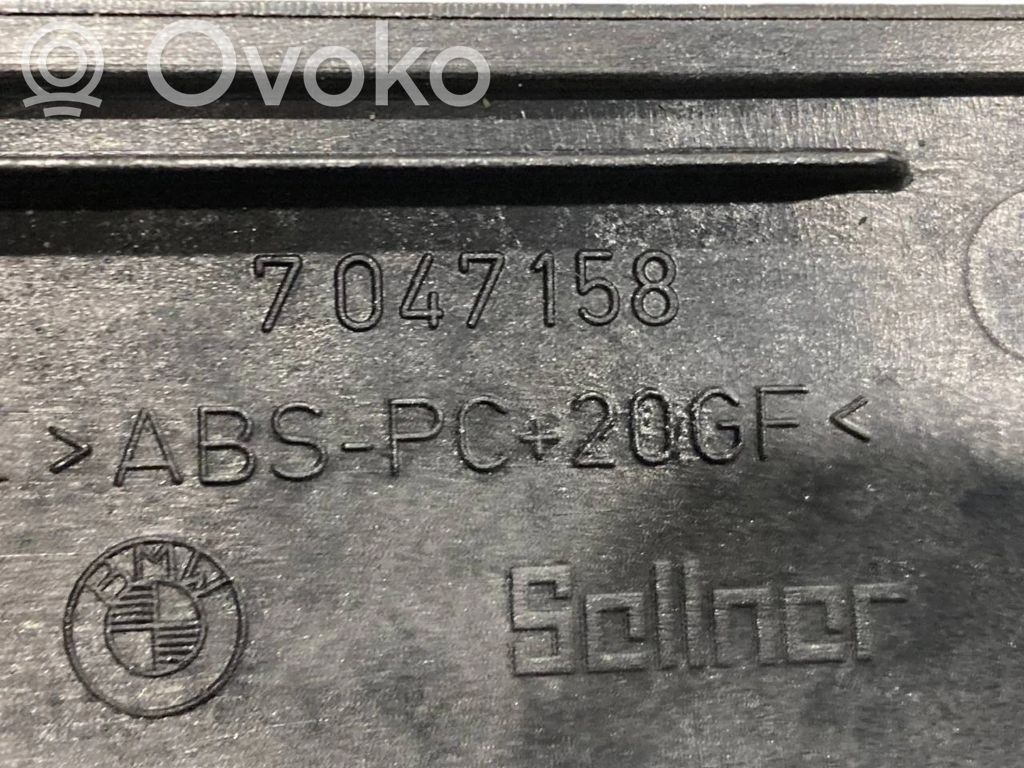 Ovoko
7047158
>ABS-PC+20GF<
BMW
Sellner